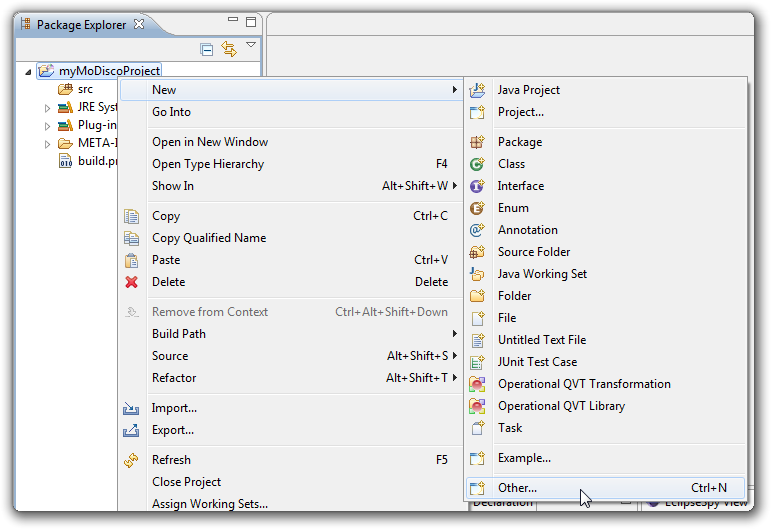 Package Explorer
myMoDiscoProject
src
JRE Syst
Plug-in
META-I
build.pr
New
Go Into
Open in New Window
Open Type Hierarchy F4
Show In Alt+Shift+W
Copy Ctrl+C
Copy Qualified Name
Paste Ctrl+V
Delete Delete
Remove from Context Ctrl+Alt+Shift+Down
Build Path
Source Alt+Shift+S
Refactor Alt+Shift+T
Import...
Export...
Refresh F5
Close Project
Assign Working Sets...
Java Project
Project...
Package
Class
Interface
Enum
Annotation
Source Folder
Java Working Set
Folder
File
Untitled Text File
JUnit Test Case
Operational QVT Transformation
Operational QVT Library
Task
Example...
Other... Ctrl+N
Declaration
EclipseSpy View